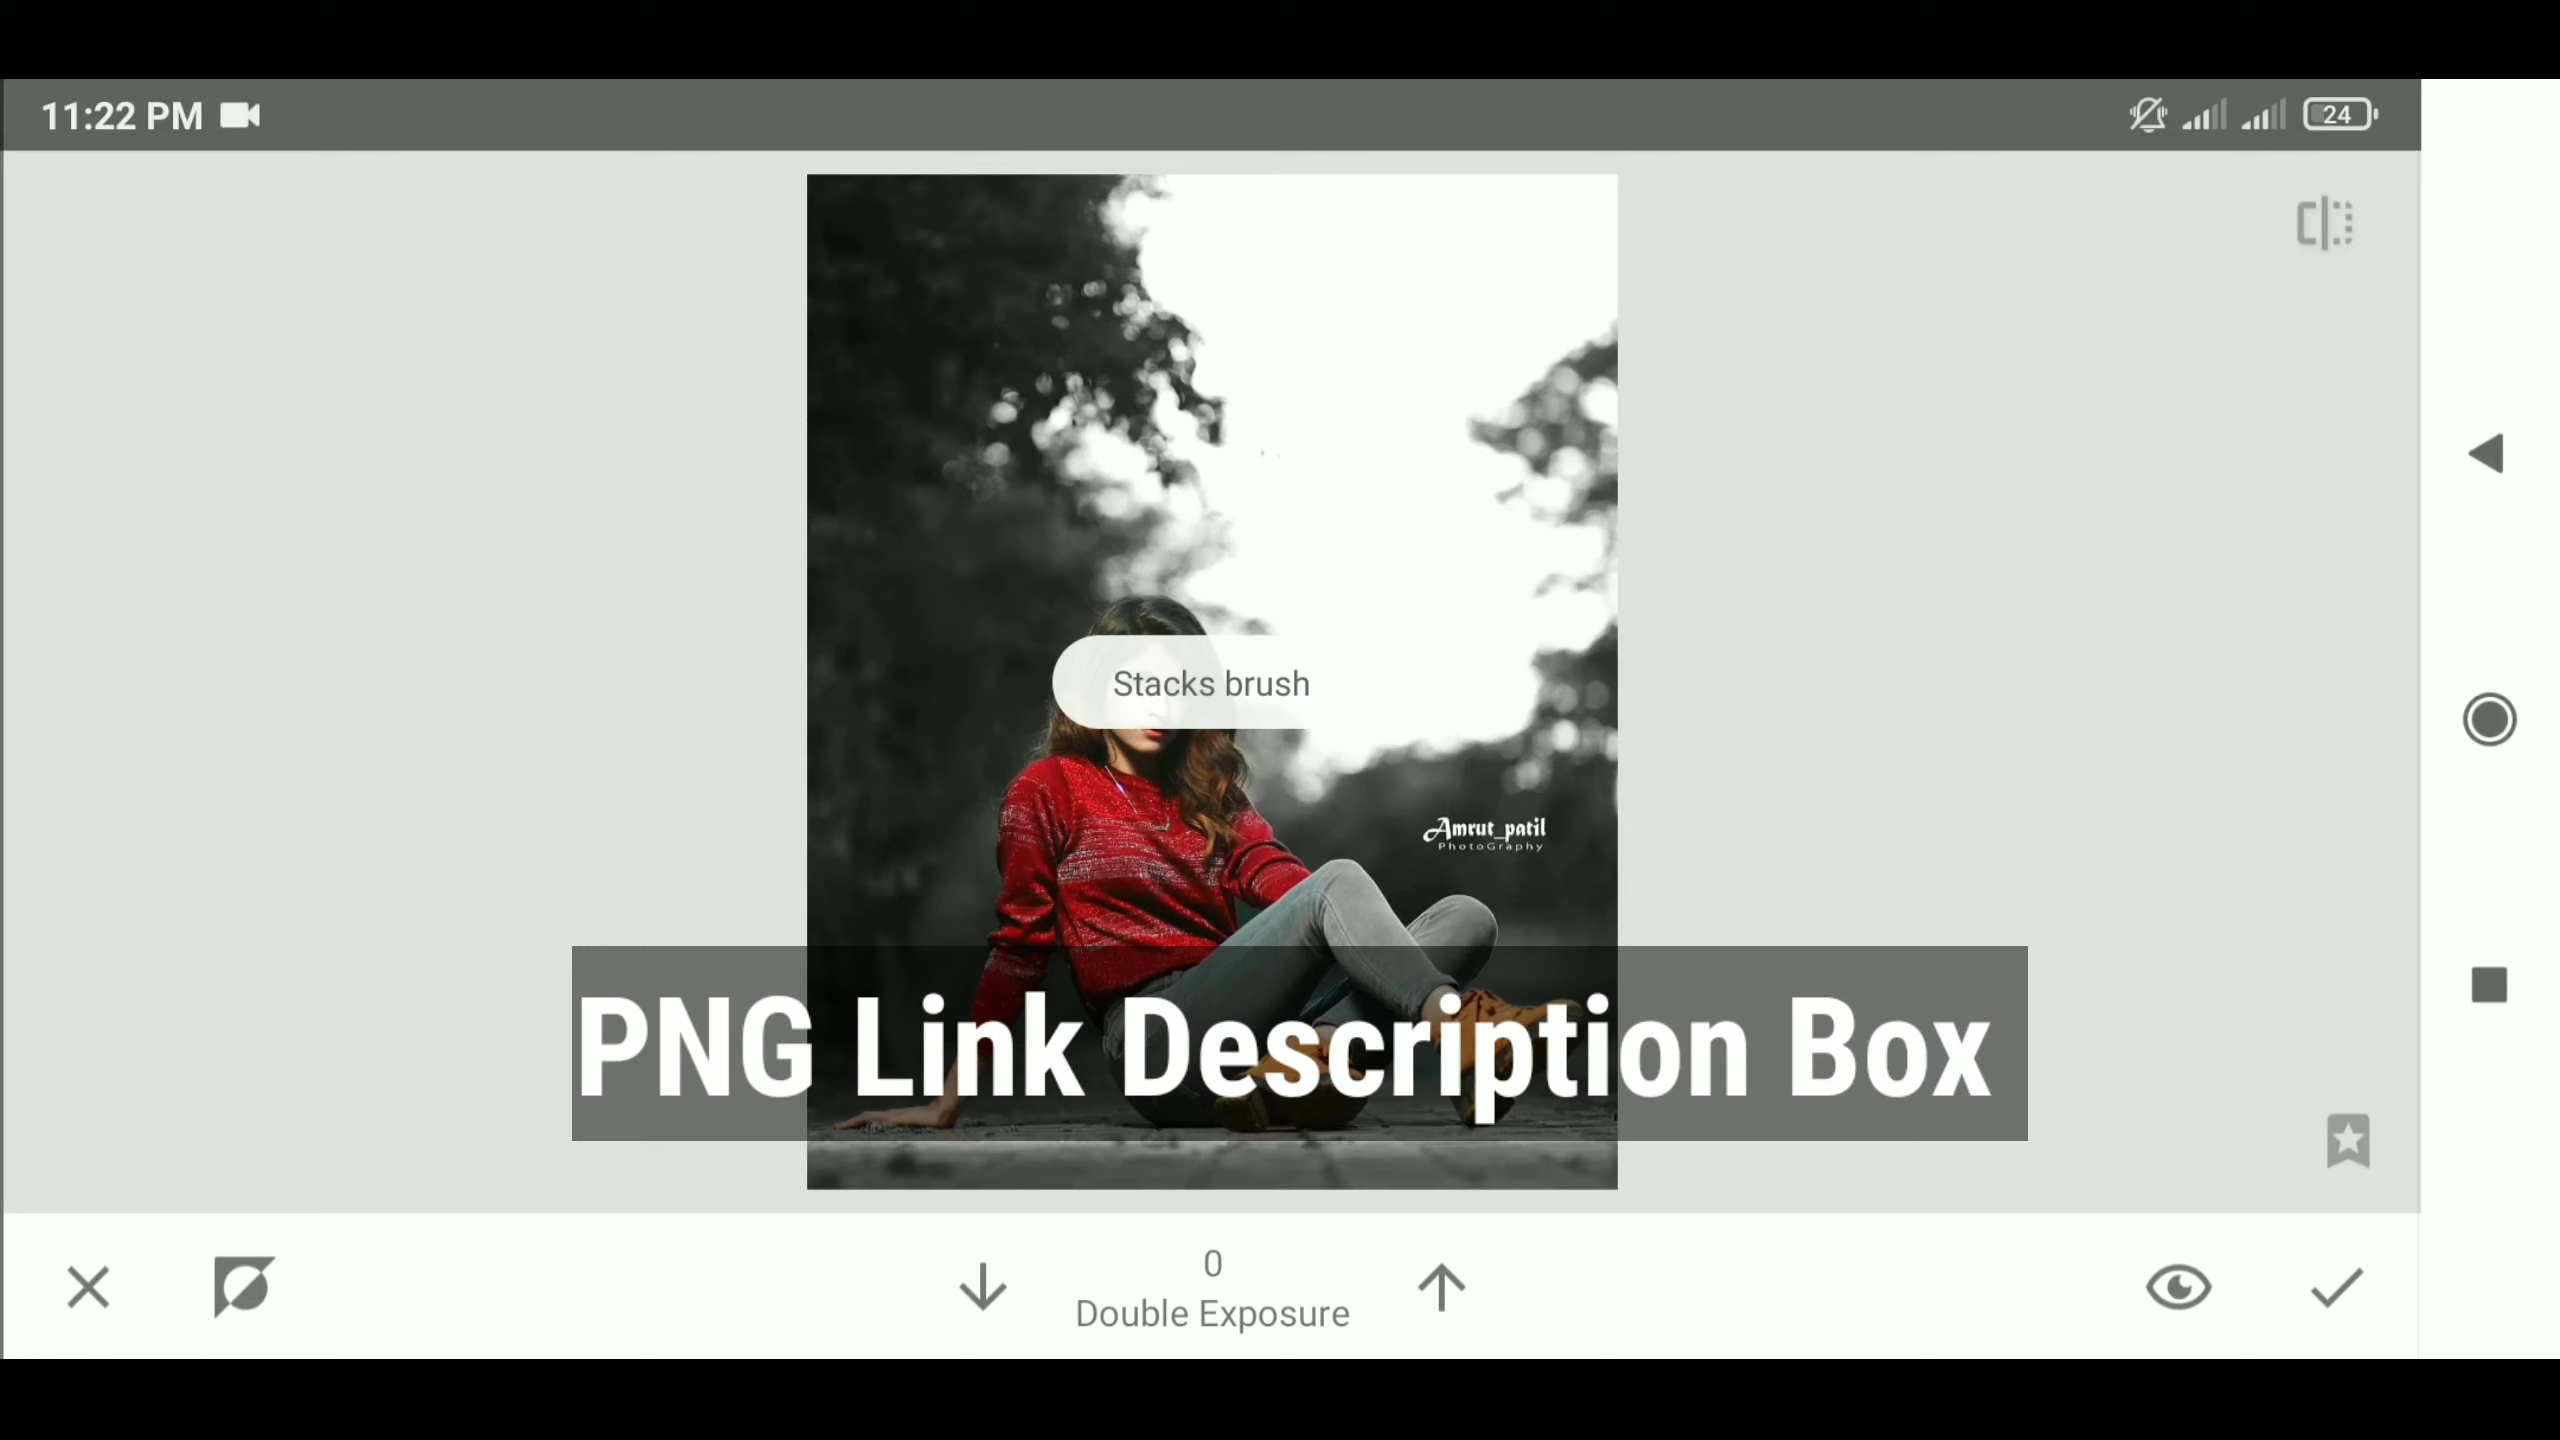 11:22 PM
24
Stacks brush
Amrut_patil
PhotoGraphy
PNG Link Description Box
0
Double Exposure